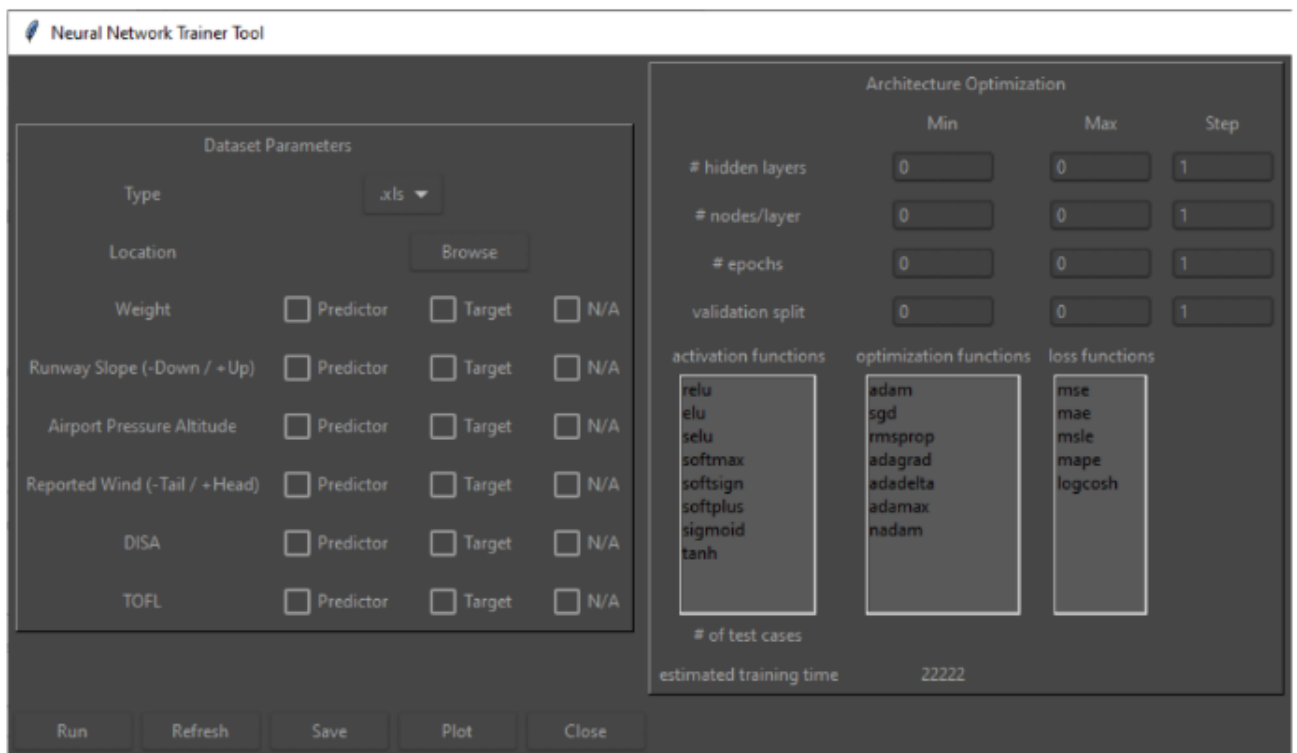 Neural Network Trainer Tool
Dataset Parameters
Type .xls
Location Browse
Weight Predictor Target N/A
Runway Slope (-Down / +Up) Predictor Target N/A
Airport Pressure Altitude Predictor Target N/A
Reported Wind (-Tail / +Head) Predictor Target N/A
DISA Predictor Target N/A
TOFL Predictor Target N/A
Architecture Optimization
Min Max Step
# hidden layers 0 0 1
# nodes/layer 0 0 1
# epochs 0 0 1
validation split 0 0 1
activation functions optimization functions loss functions
relu adam mse
elu sgd mae
selu rmsprop msle
softmax adagrad mape
softsign adadelta logcosh
softplus adamax
sigmoid nadam
tanh
# of test cases
estimated training time 22222
Run Refresh Save Plot Close